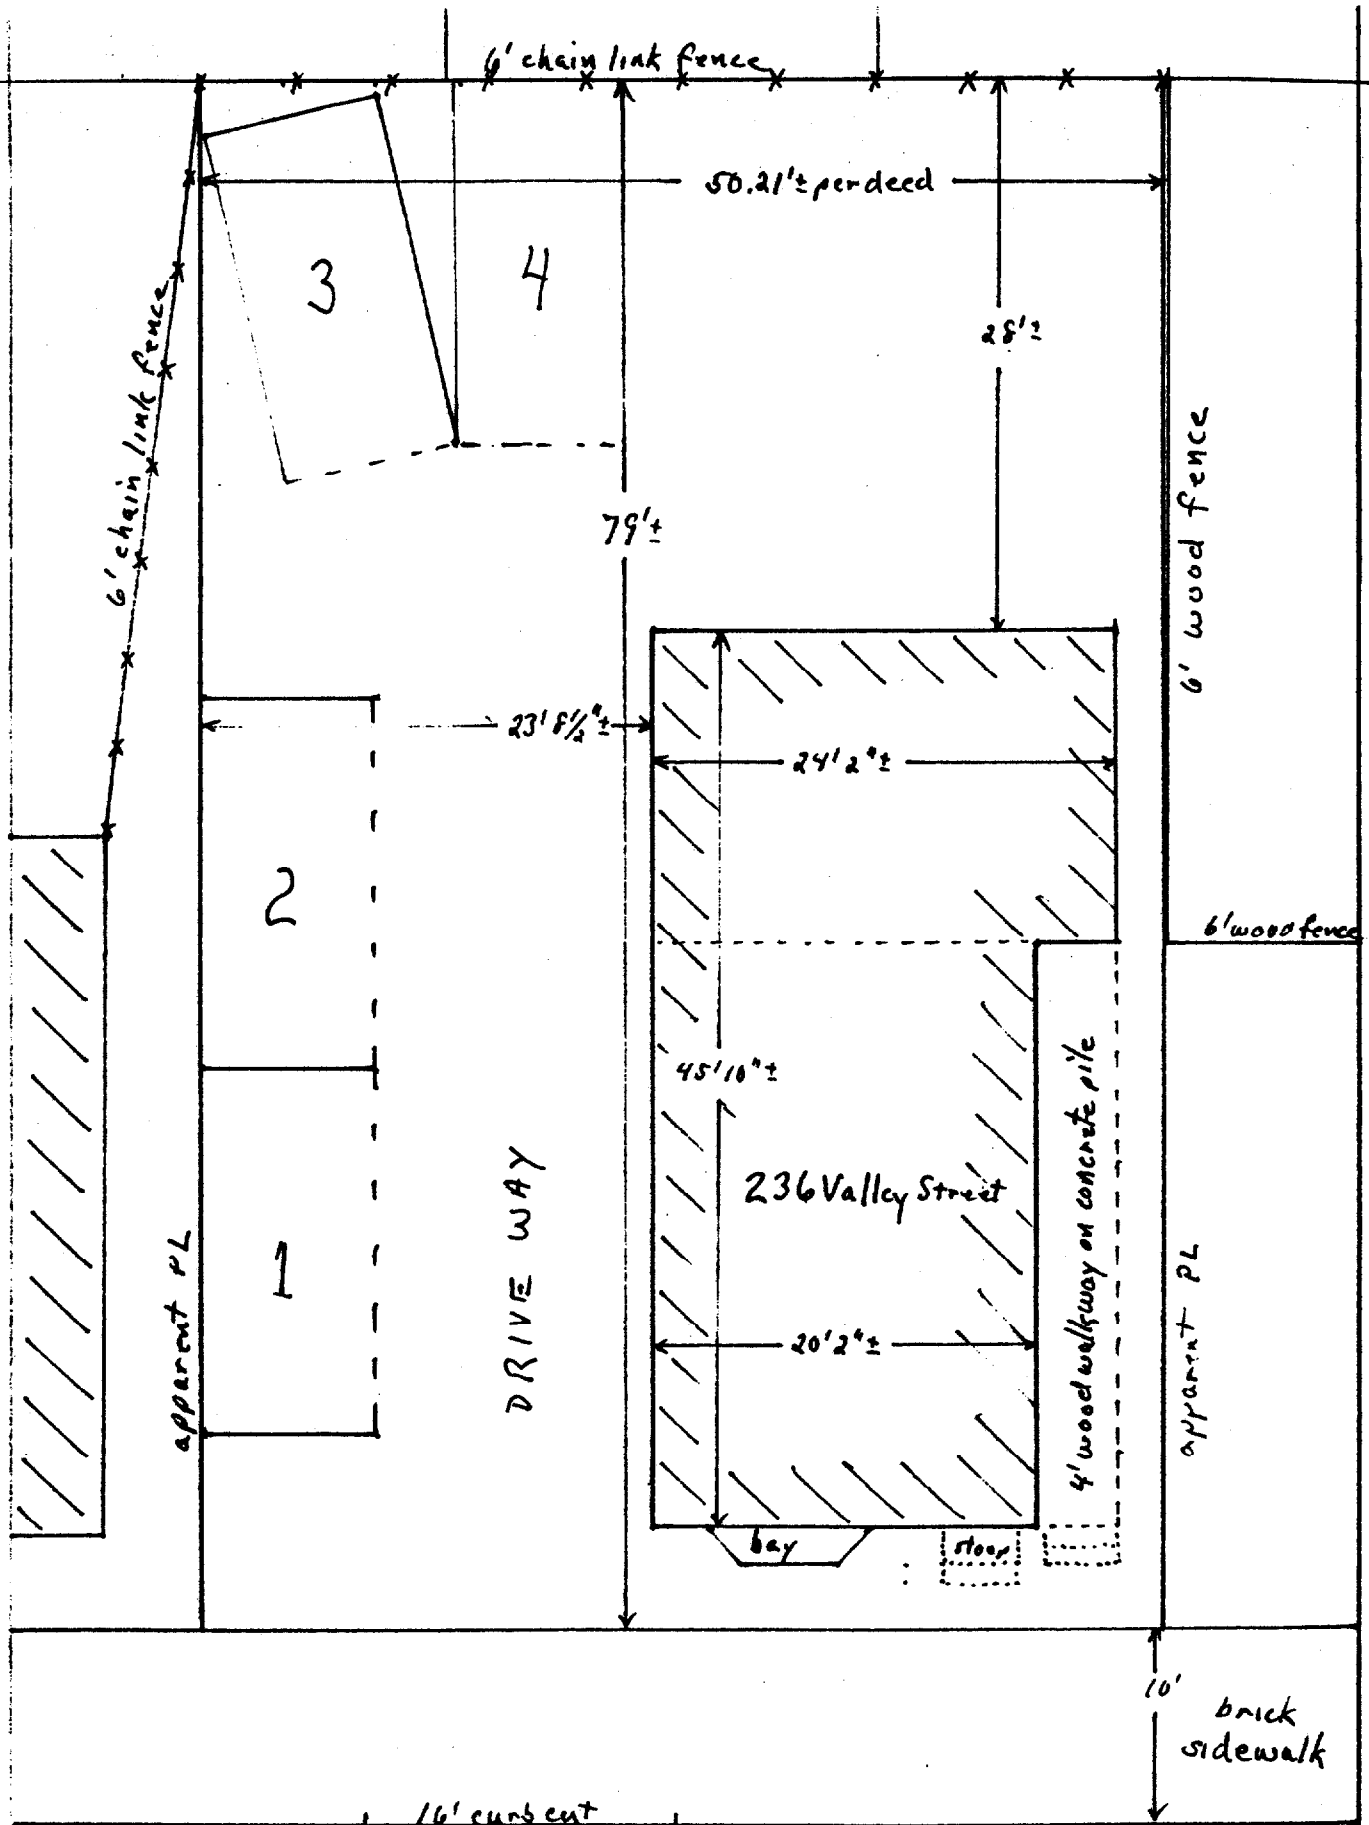 6' chain link fence
50.21'± per deed
3
4
28'±
6' chain link fence
79'±
6' wood fence
23' 8½"±
24' 2"±
2
6' wood fence
45' 10"±
4' wood walkway on concrete pile
DRIVE WAY
236 Valley Street
1
apparent PL
apparent PL
20' 2"±
bay
stoop
10'
brick
sidewalk
16' curb cut